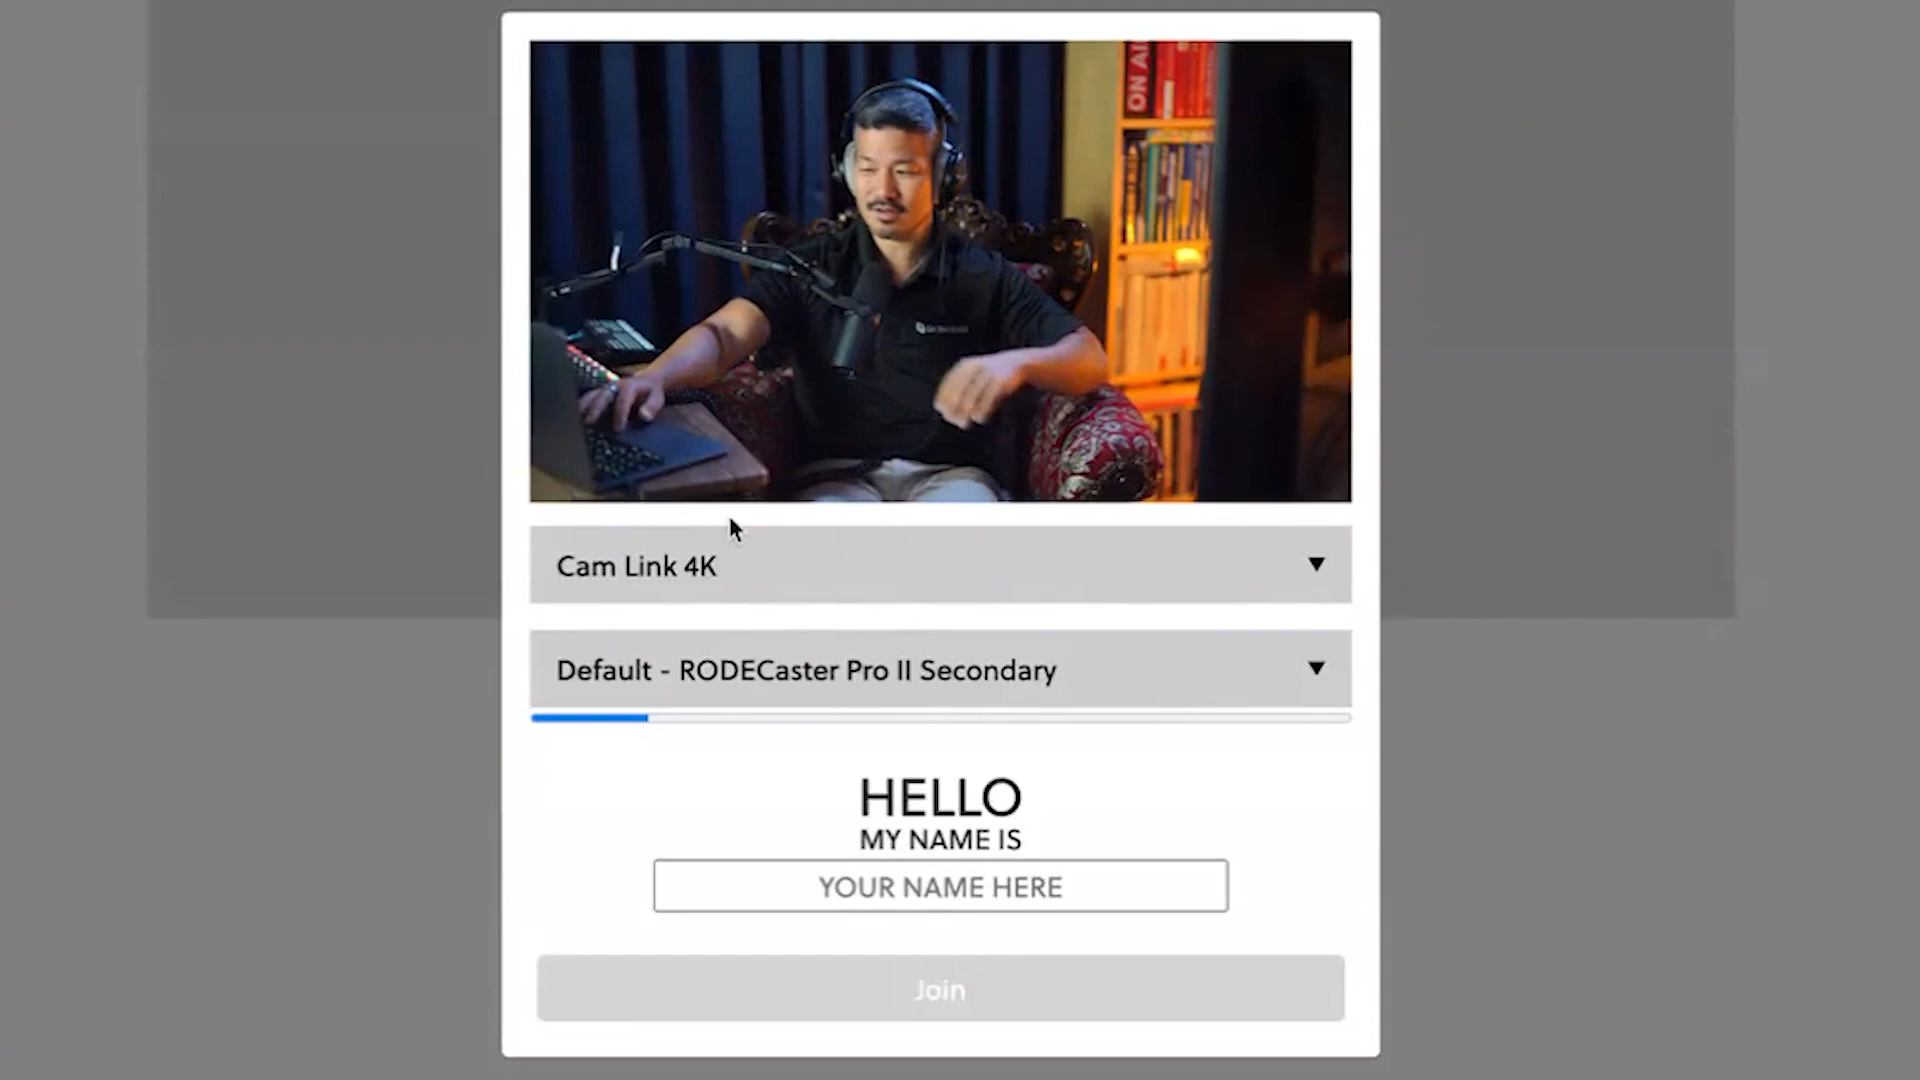 ON AI
Cam Link 4K
Default - RODECaster Pro II Secondary
HELLO
MY NAME IS
YOUR NAME HERE
Join